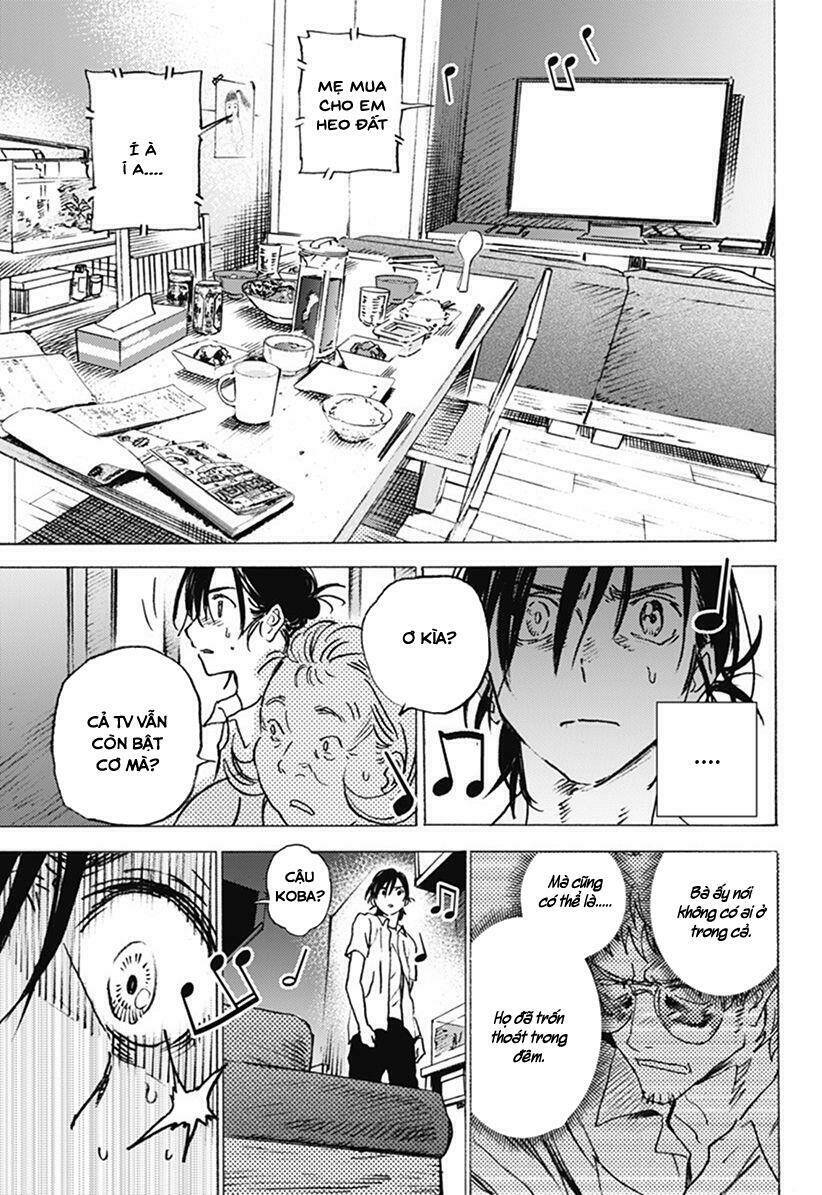 MẸ MUA
CHO EM
HEO ĐẤT
Í À
Í A....
....
Ơ KÌA?
CẢ TV VẪN
CÒN BẬT
CƠ MÀ?
Bà ấy nói
không có ai ở
trong cả.
Mà cũng
có thể là.....
Họ đã trốn
thoát trong
đêm.
CẬU
KOBA?